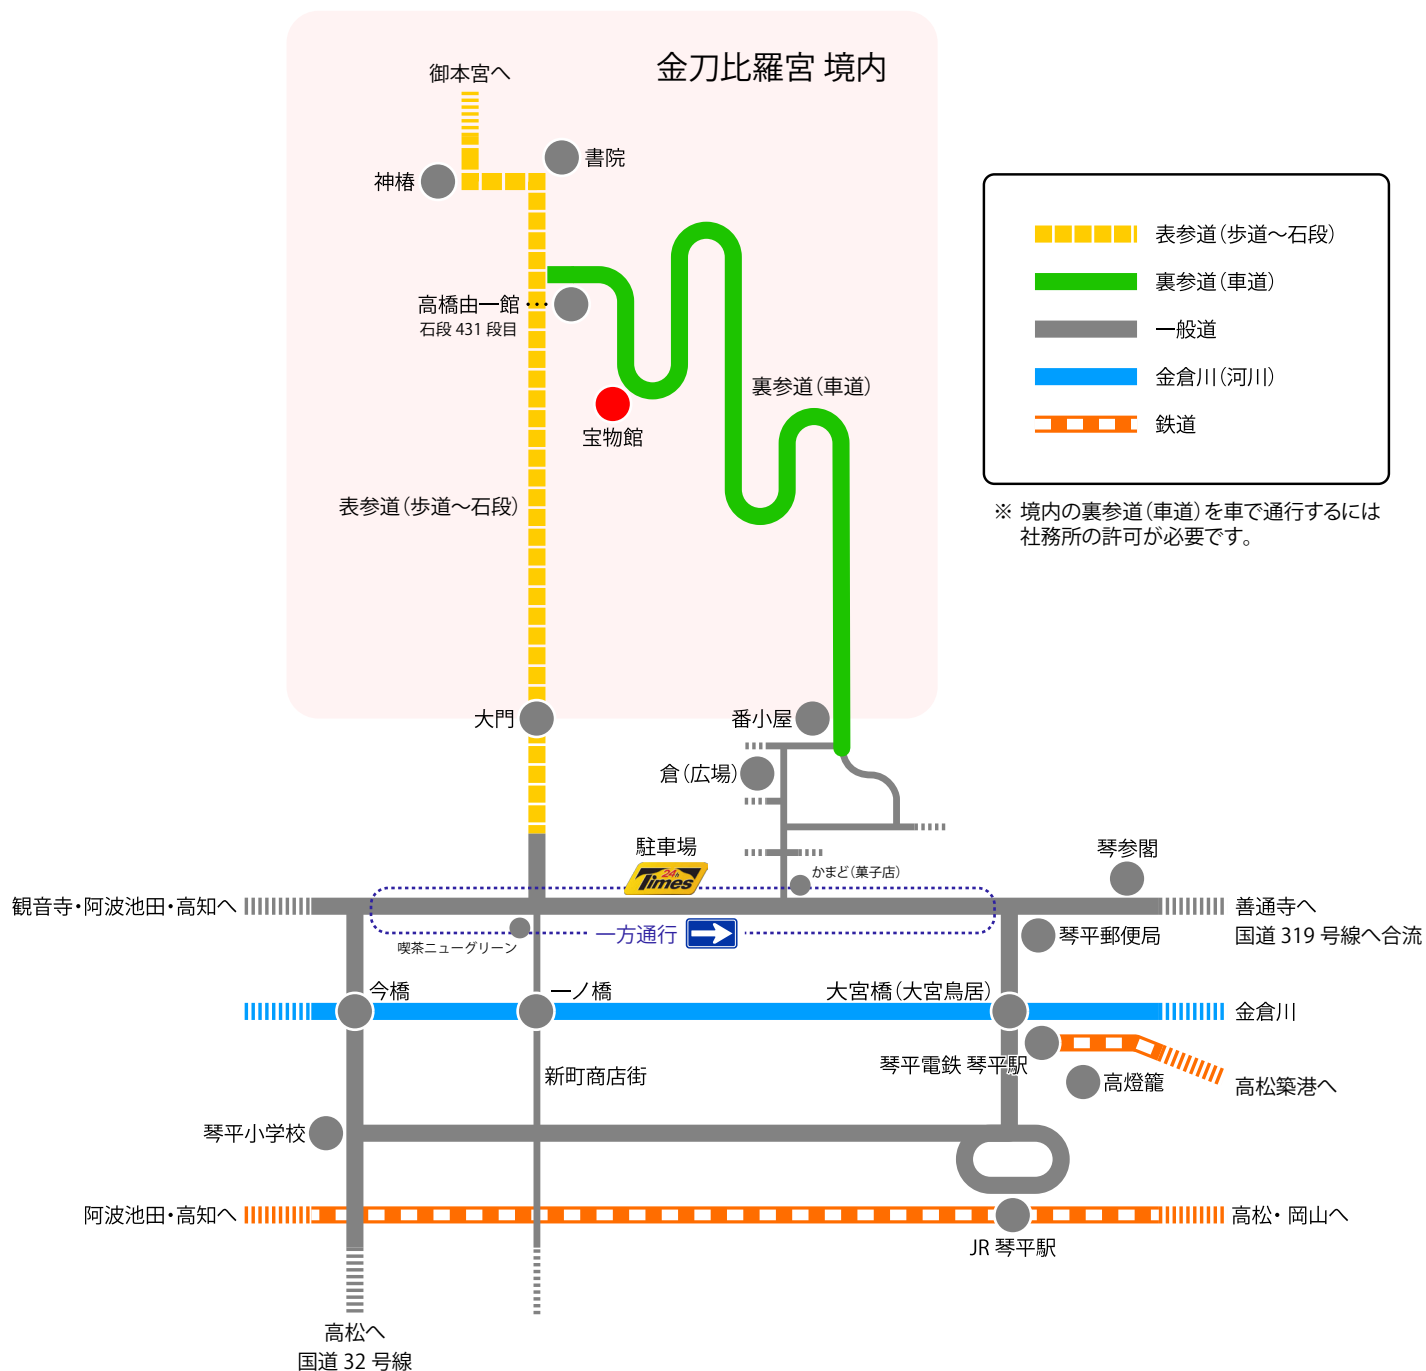 金刀比羅宮 境内
御本宮へ
書院
神椿
表参道（歩道～石段）
裏参道（車道）
一般道
金倉川（河川）
鉄道
高橋由一館
石段 431 段目
裏参道（車道）
宝物館
表参道（歩道～石段）
※ 境内の裏参道（車道）を車で通行するには
社務所の許可が必要です。
大門
番小屋
倉（広場）
駐車場
24h
Times
かまど（菓子店）
琴参閣
観音寺・阿波池田・高知へ
善通寺へ
国道 319 号線へ合流
一方通行
琴平郵便局
喫茶ニューグリーン
今橋
一ノ橋
大宮橋（大宮鳥居）
金倉川
琴平電鉄 琴平駅
新町商店街
高燈籠
高松築港へ
琴平小学校
阿波池田・高知へ
高松・岡山へ
JR 琴平駅
高松へ
国道 32 号線